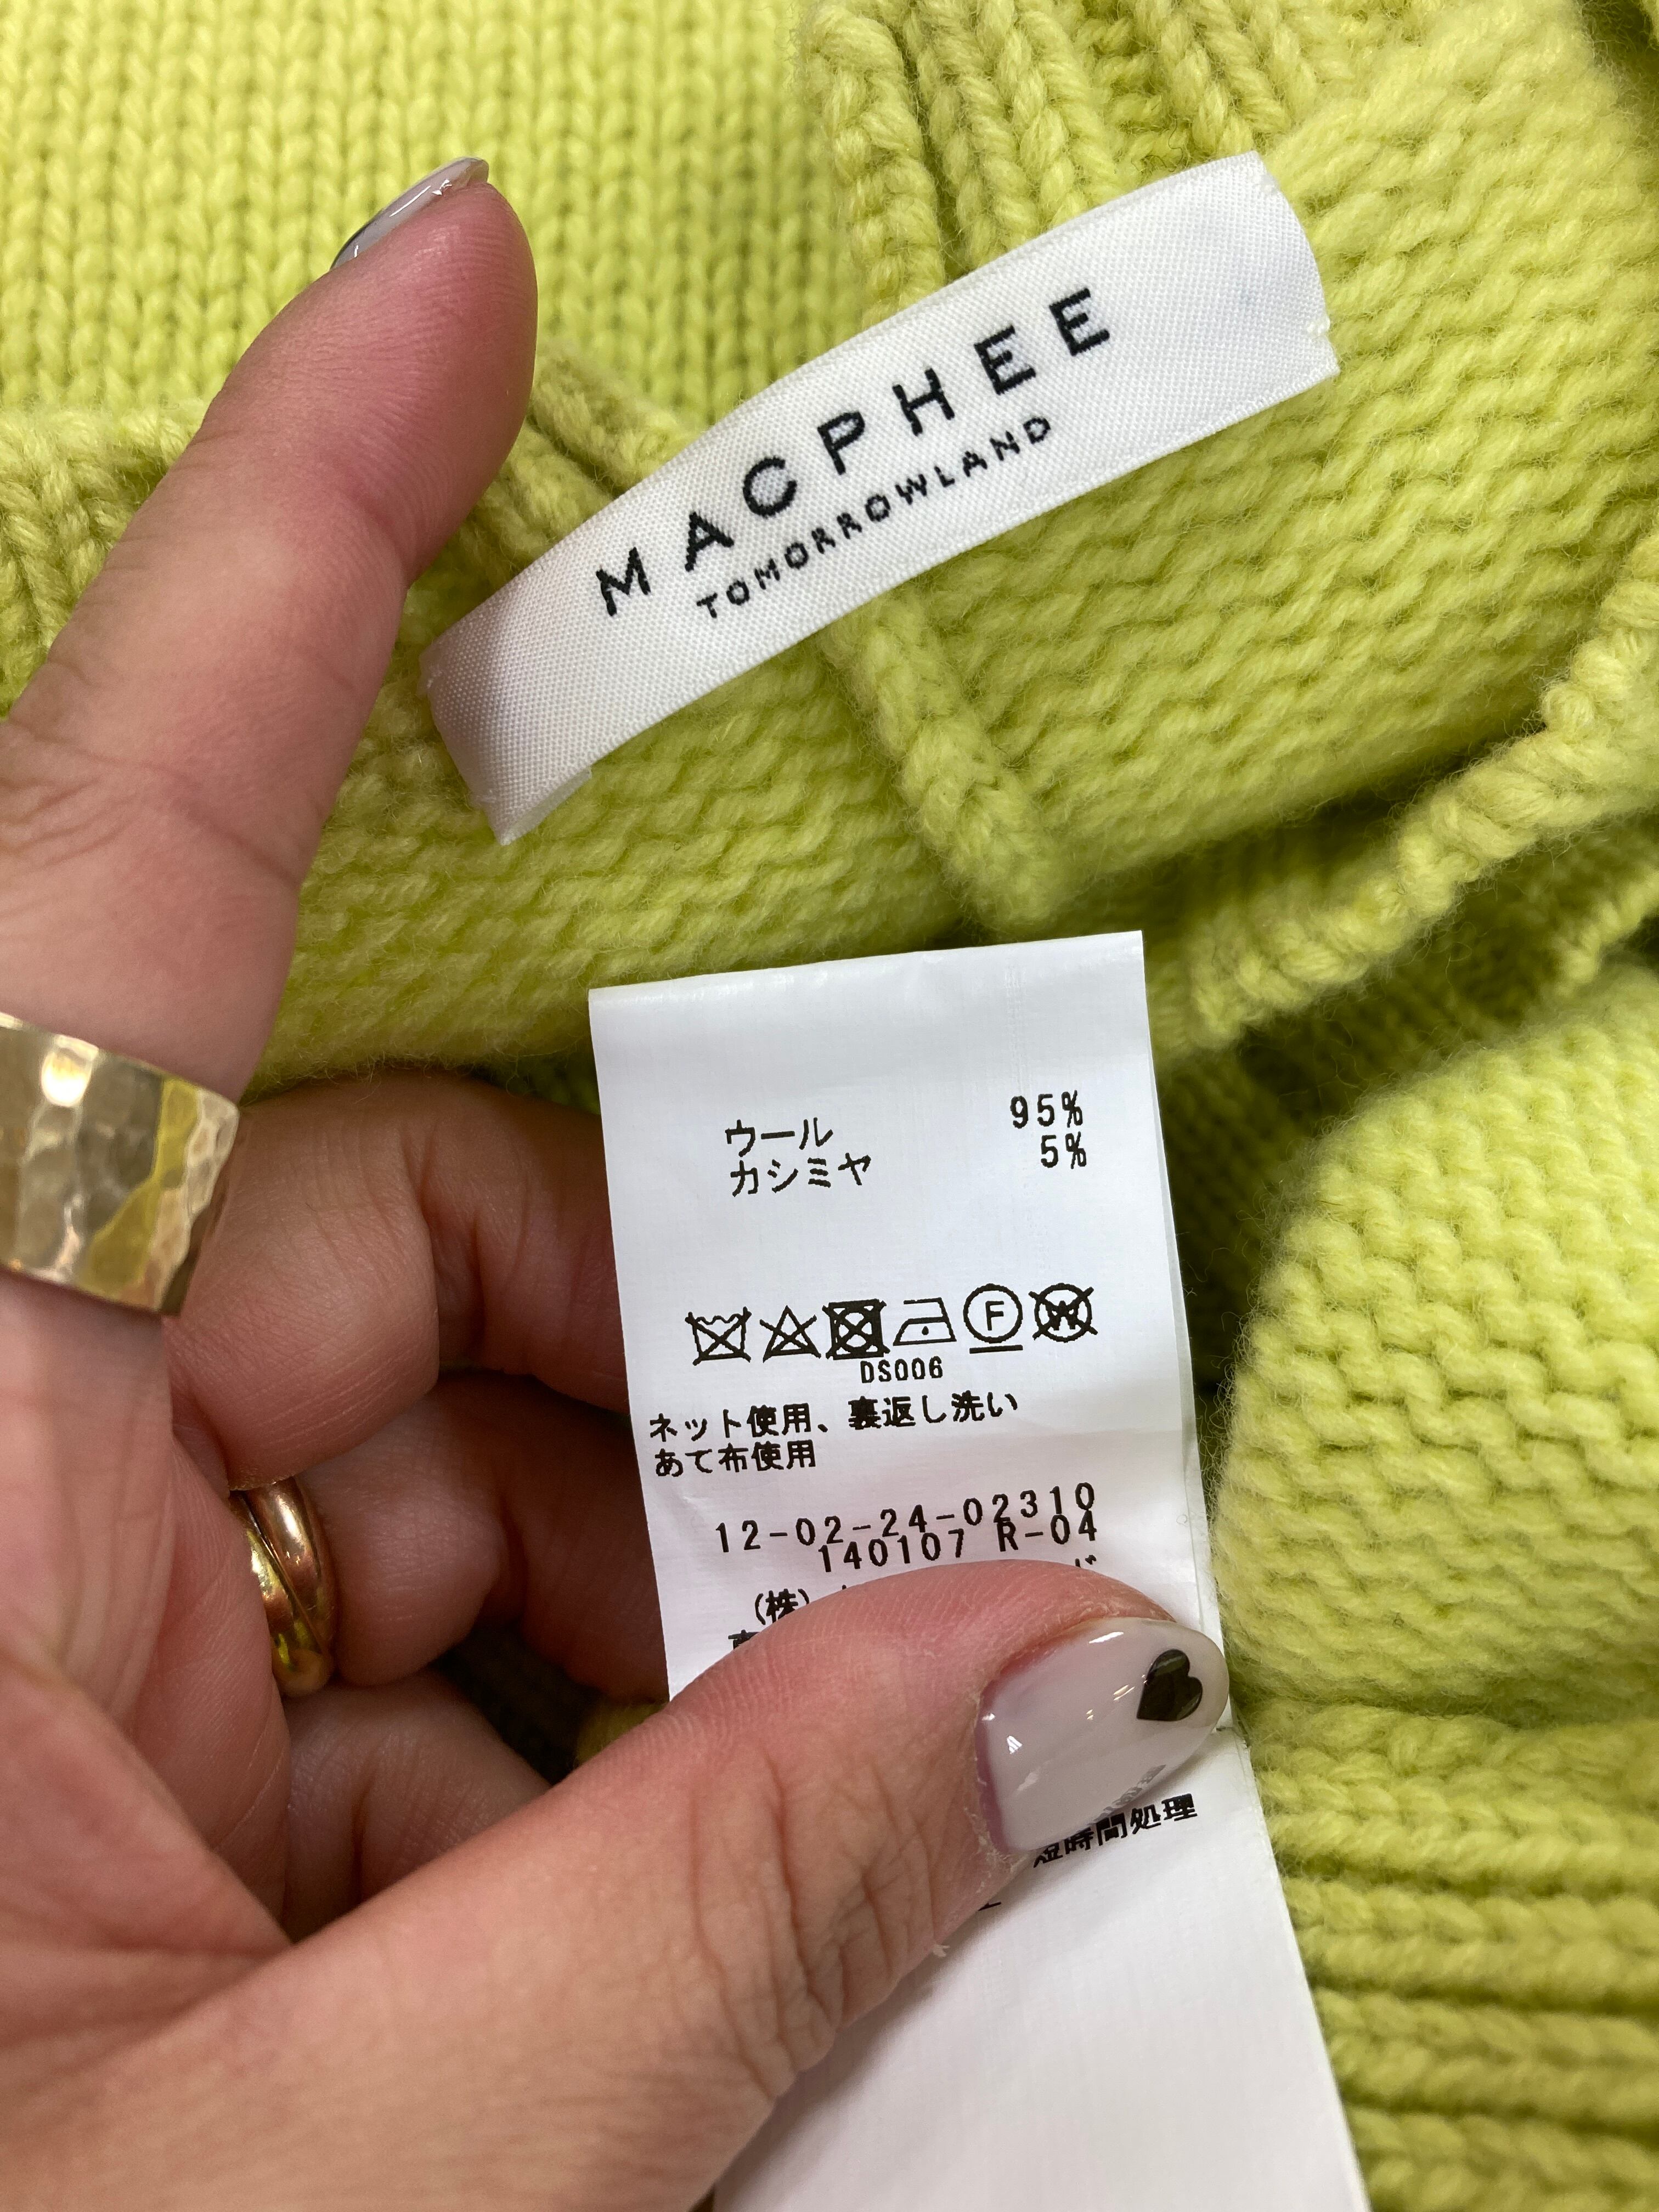 MACPHEE
TOMORROWLAND
ウール 95%
カシミヤ 5%
F W
DS006
ネット使用、裏返し洗い
あて布使用
12-02-24-02310
140107 R-04
(株)
短時間処理